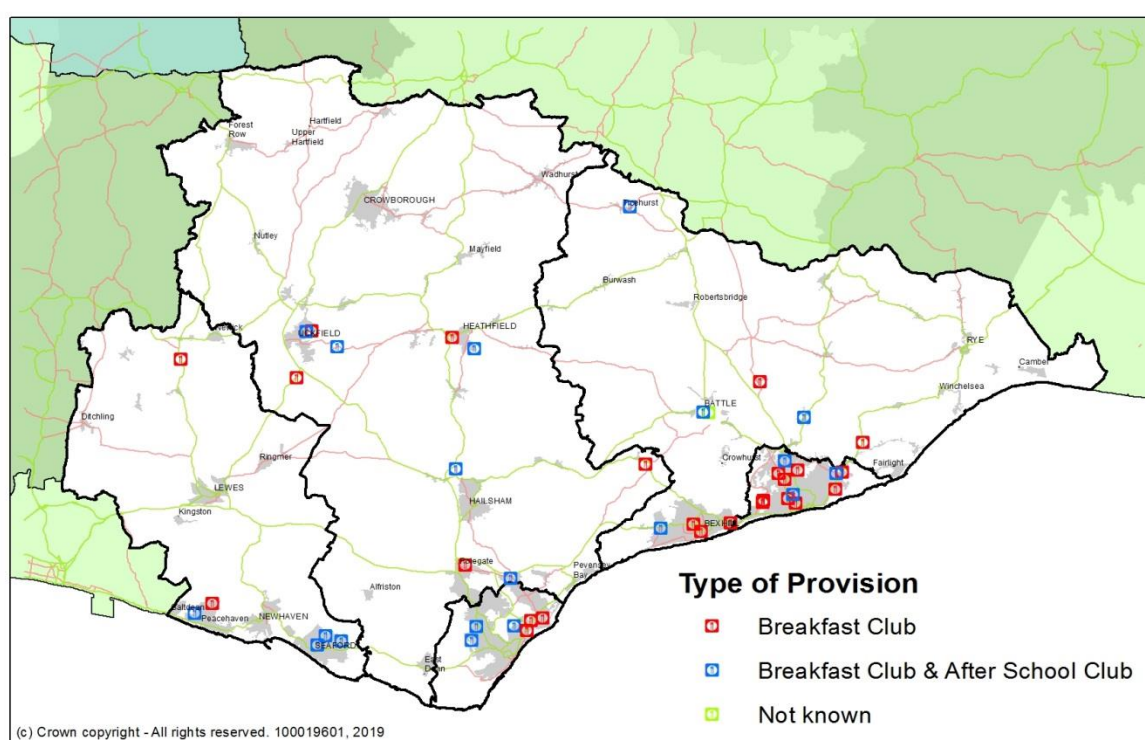 Forest
Row
Hartfield
Upper
Hartfield
Wadhurst
CROWBOROUGH
Nutley
Mayfield
Burwash
Robertsbridge
HEATHFIELD
RYE
Camber
Winchelsea
BATTLE
Ditchling
Crowhurst
Fairlight
Ringmer
LEWES
Kingston
HAILSHAM
Alfriston
Pevensey
Bay
Peacehaven
NEWHAVEN
SEAFORD
East
Dean
Type of Provision
Breakfast Club
Breakfast Club & After School Club
Not known
(c) Crown copyright - All rights reserved. 100019601, 2019